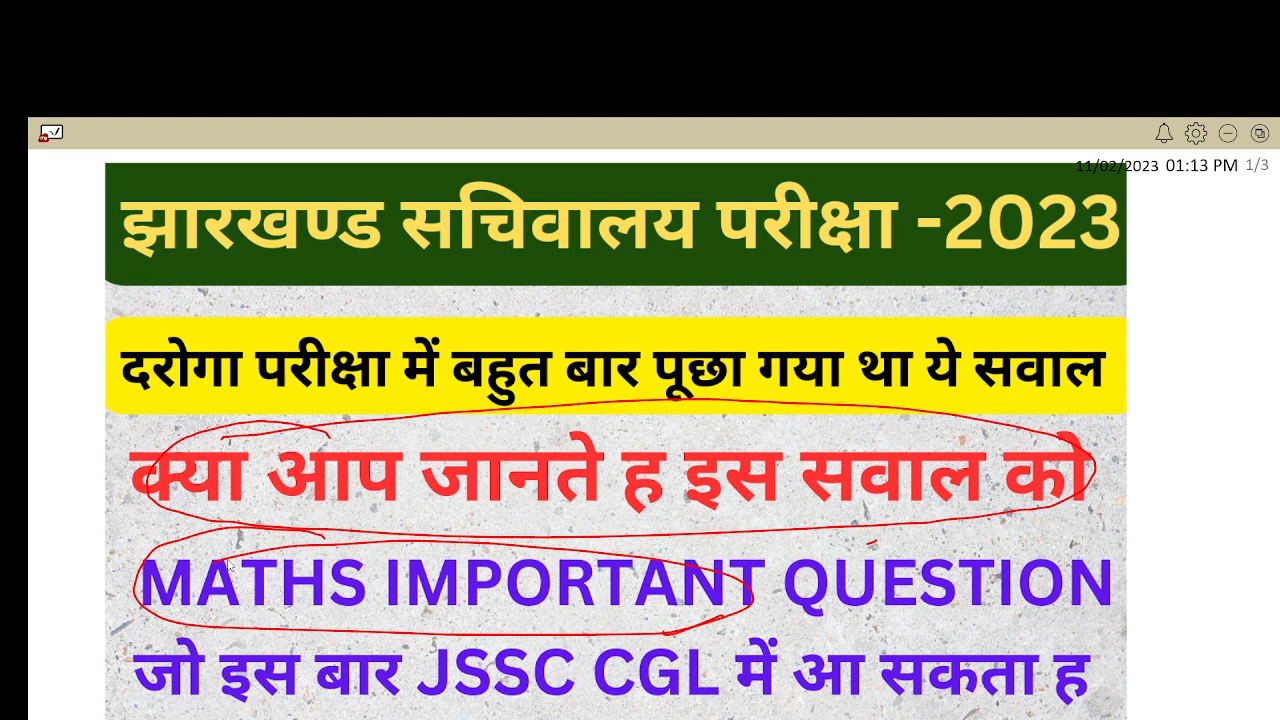 11/02/2023 01:13 PM 1/3
झारखण्ड सचिवालय परीक्षा -2023
दरोगा परीक्षा में बहुत बार पूछा गया था ये सवाल
क्या आप जानते ह इस सवाल को
MATHS IMPORTANT QUESTION
जो इस बार JSSC CGL में आ सकता ह